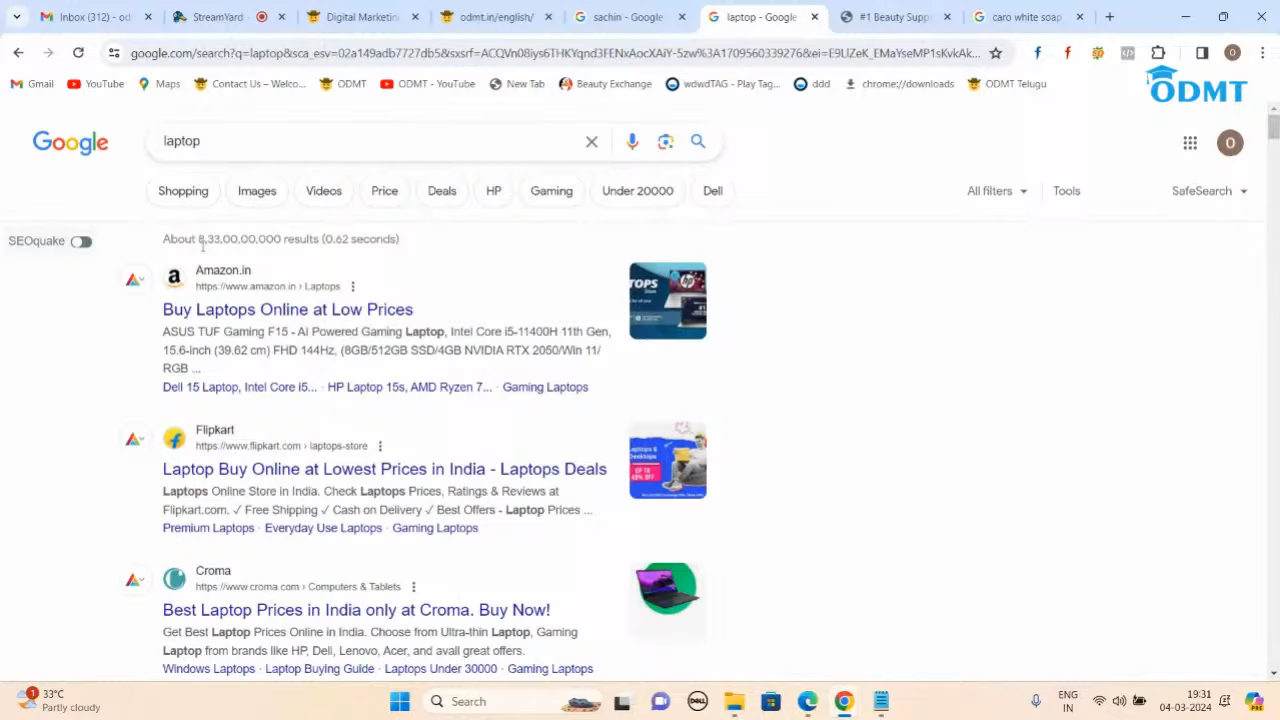 Inbox (312) - od
StreamYard
Digital Marketin
odmt.in/english/
sachin - Google
laptop - Google
#1 Beauty Supp
caro white soap
google.com/search?q=laptop&sca_esv=02a149adb7727db5&sxsrf=ACQVn08iys6THKYqnd3FENxAocXAiY-5zw%3A1709560339276&ei=E9LlZeK_EMaYseMP1sKvkAk...
Gmail
YouTube
Maps
Contact Us – Welco...
ODMT
ODMT - YouTube
New Tab
Beauty Exchange
wdwdTAG - Play Tag...
ddd
chrome://downloads
ODMT Telugu
ODMT
Google
laptop
O
Shopping
Images
Videos
Price
Deals
HP
Gaming
Under 20000
Dell
All filters
Tools
SafeSearch
SEOquake
About 8,33,00,00,000 results (0.62 seconds)
Amazon.in
https://www.amazon.in › Laptops
Buy Laptops Online at Low Prices
ASUS TUF Gaming F15 - AI Powered Gaming Laptop, Intel Core i5-11400H 11th Gen,
15.6-inch (39.62 cm) FHD 144Hz, (8GB/512GB SSD/4GB NVIDIA RTX 2050/Win 11/
RGB ...
Dell 15 Laptop, Intel Core i5... · HP Laptop 15s, AMD Ryzen 7... · Gaming Laptops
Flipkart
https://www.flipkart.com › laptops-store
Laptop Buy Online at Lowest Prices in India - Laptops Deals
Laptops Online Store in India. Check Laptops Prices, Ratings & Reviews at
Flipkart.com. ✓ Free Shipping ✓ Cash on Delivery ✓ Best Offers - Laptop Prices ...
Premium Laptops · Everyday Use Laptops · Gaming Laptops
Croma
https://www.croma.com › Computers & Tablets
Best Laptop Prices in India only at Croma. Buy Now!
Get Best Laptop Prices Online in India. Choose from Ultra-thin Laptop, Gaming
Laptop from brands like HP, Dell, Lenovo, Acer, and avail great offers.
Windows Laptops · Laptop Buying Guide · Laptops Under 30000 · Gaming Laptops
1
33°C
Partly cloudy
Search
DELL
ENG
IN
19:31
04-03-2024